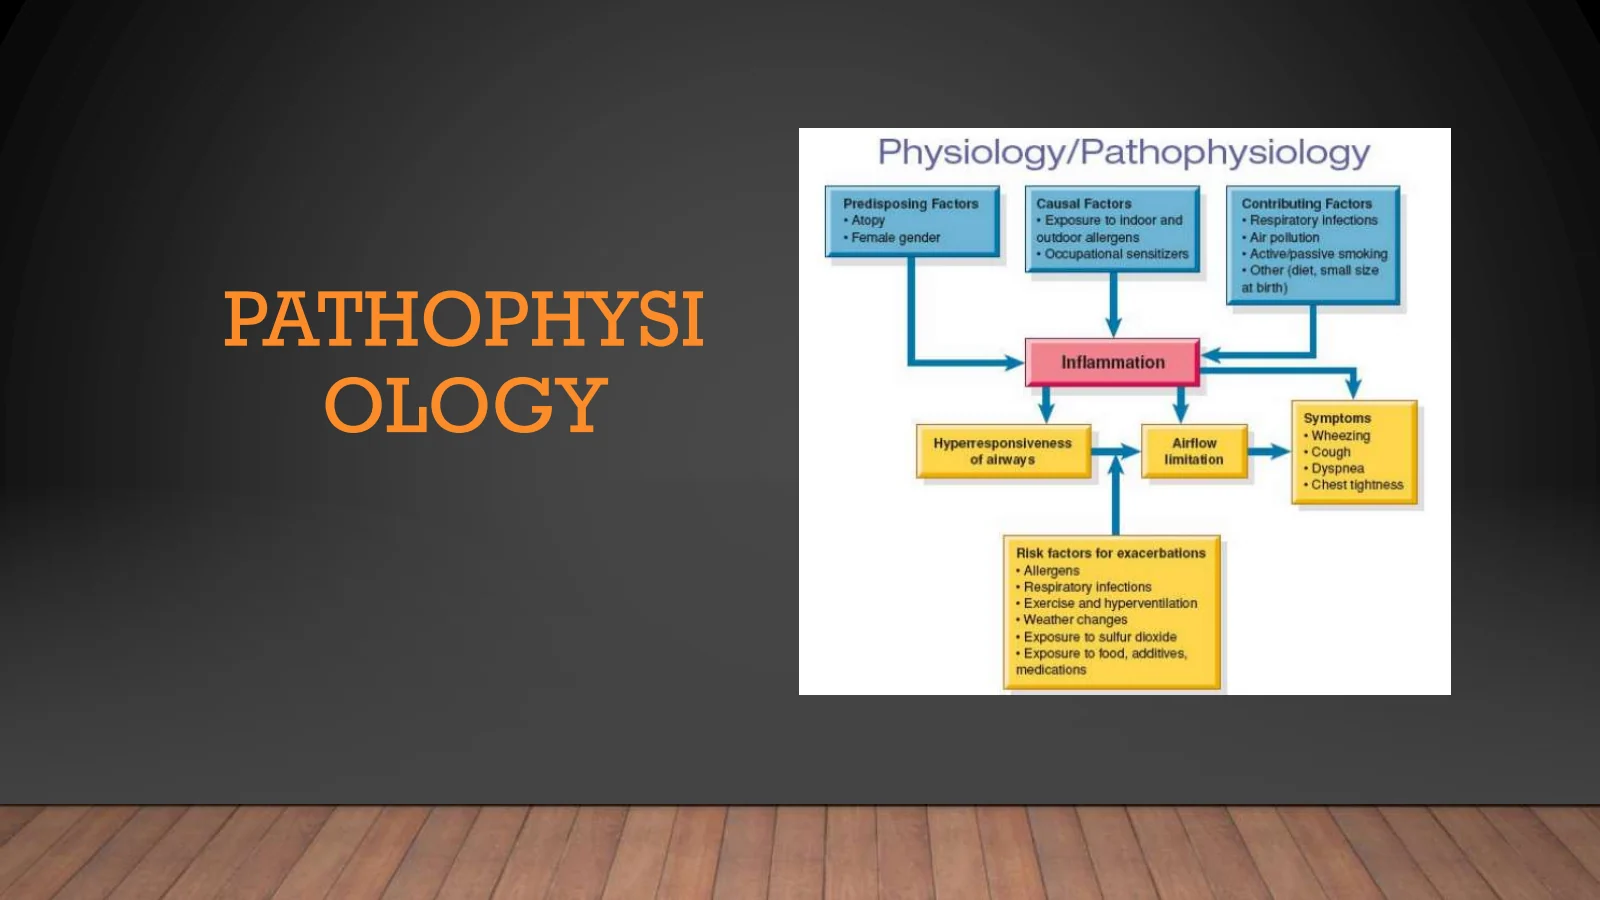 PATHOPHYSI
OLOGY
Physiology/Pathophysiology
Predisposing Factors
• Atopy
• Female gender
Causal Factors
• Exposure to indoor and
outdoor allergens
• Occupational sensitizers
Contributing Factors
• Respiratory infections
• Air pollution
• Active/passive smoking
• Other (diet, small size
at birth)
Inflammation
Hyperresponsiveness
of airways
Airflow
limitation
Symptoms
• Wheezing
• Cough
• Dyspnea
• Chest tightness
Risk factors for exacerbations
• Allergens
• Respiratory infections
• Exercise and hyperventilation
• Weather changes
• Exposure to sulfur dioxide
• Exposure to food, additives,
medications